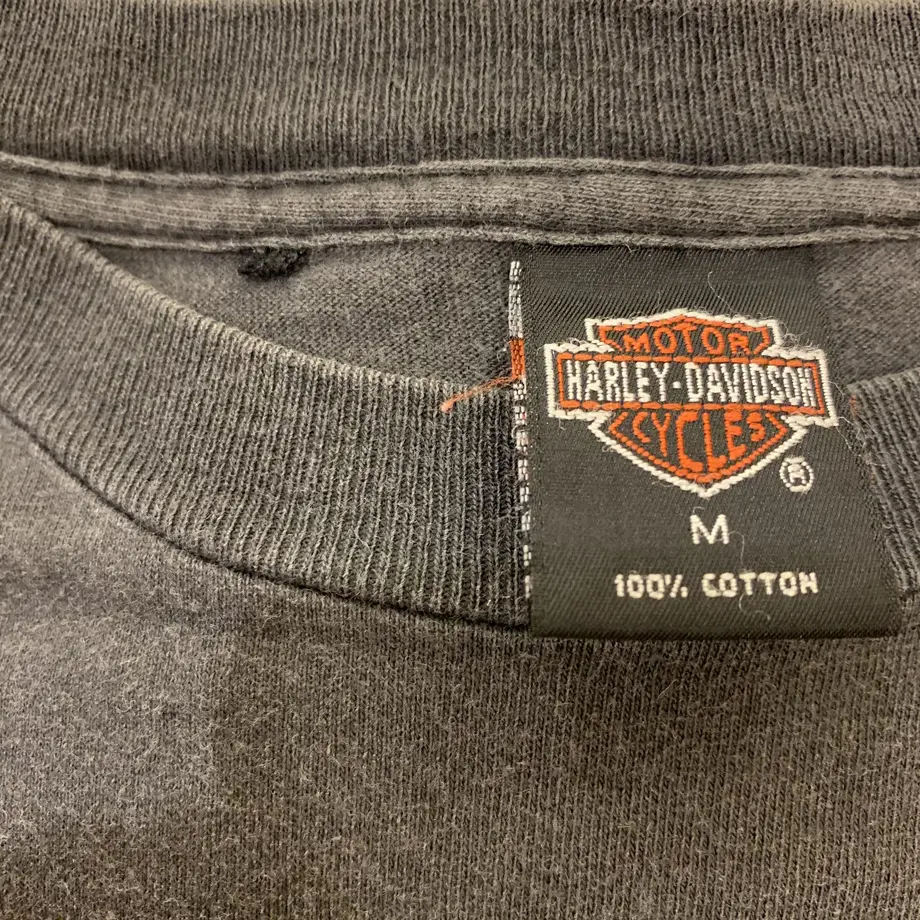 MOTOR
HARLEY-DAVIDSON
CYCLES
®
M
100% COTTON